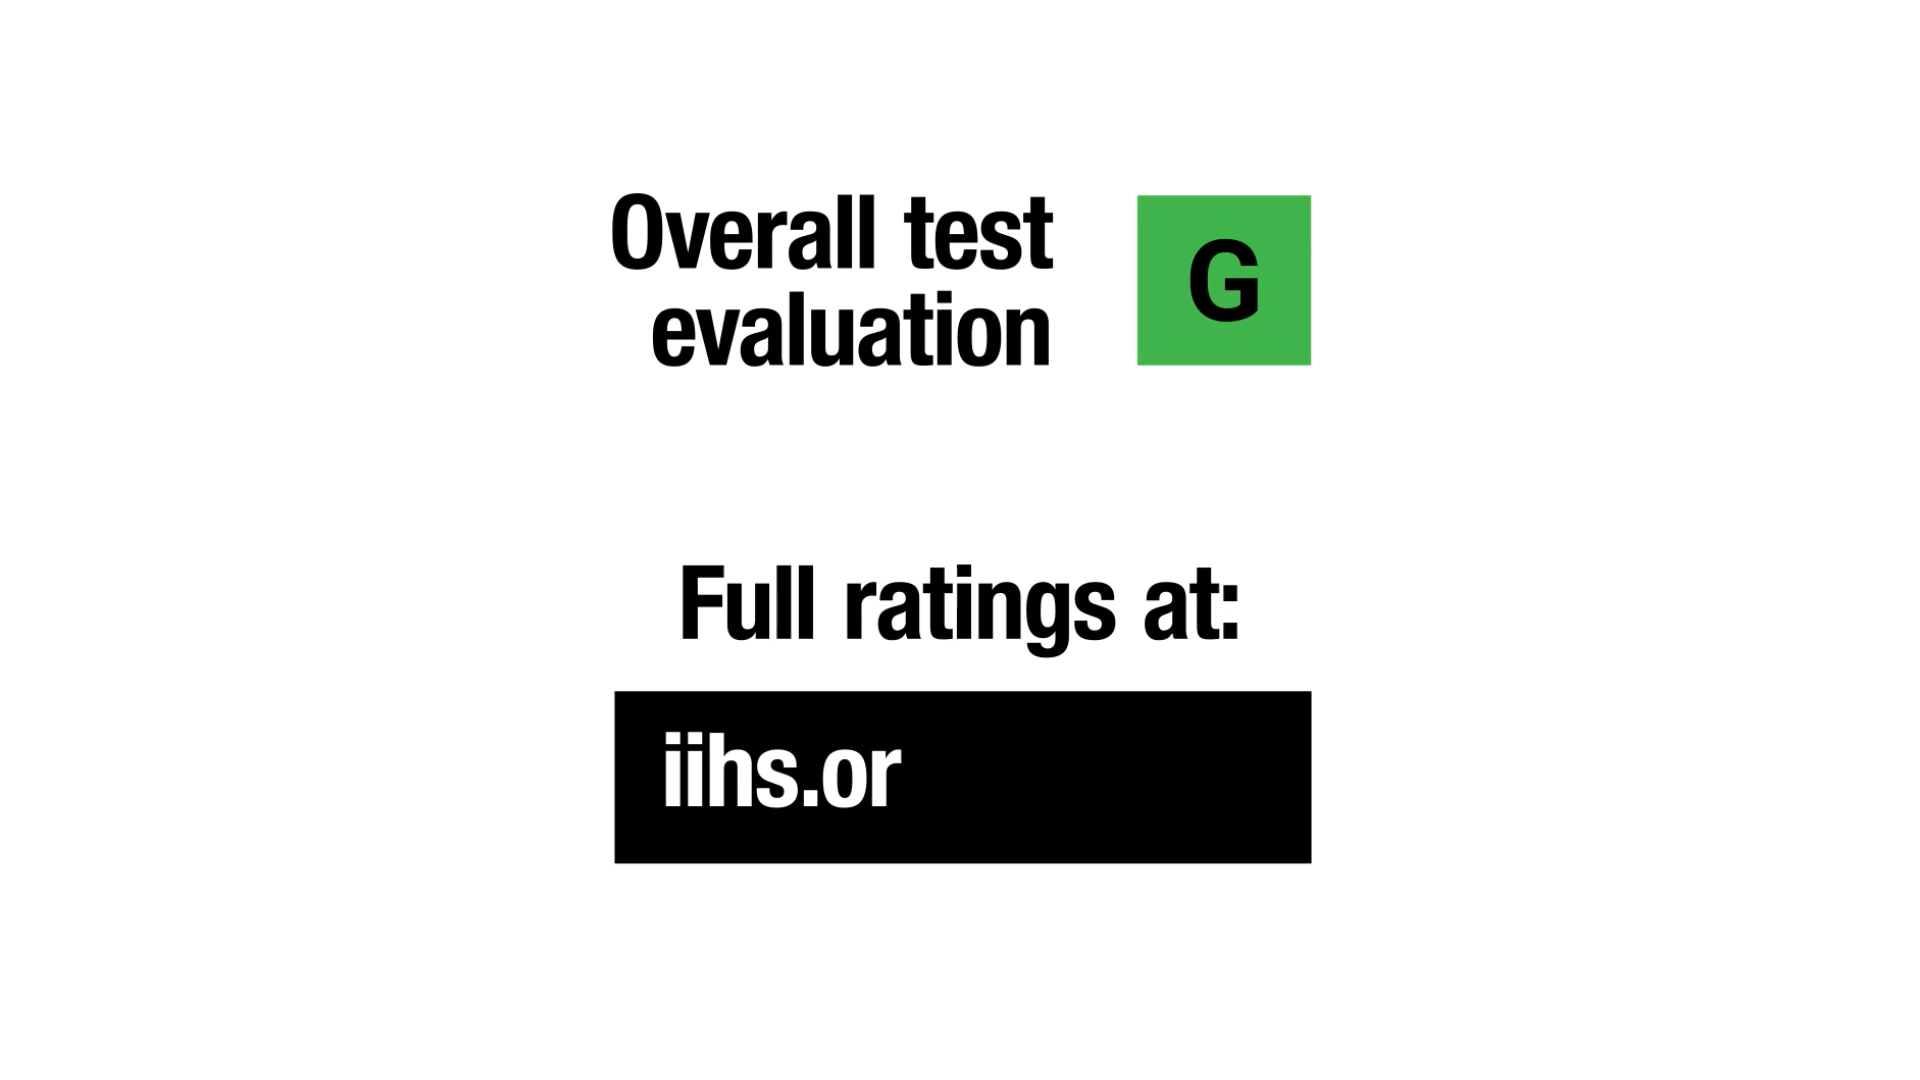 Overall test
evaluation
G
Full ratings at:
iihs.or